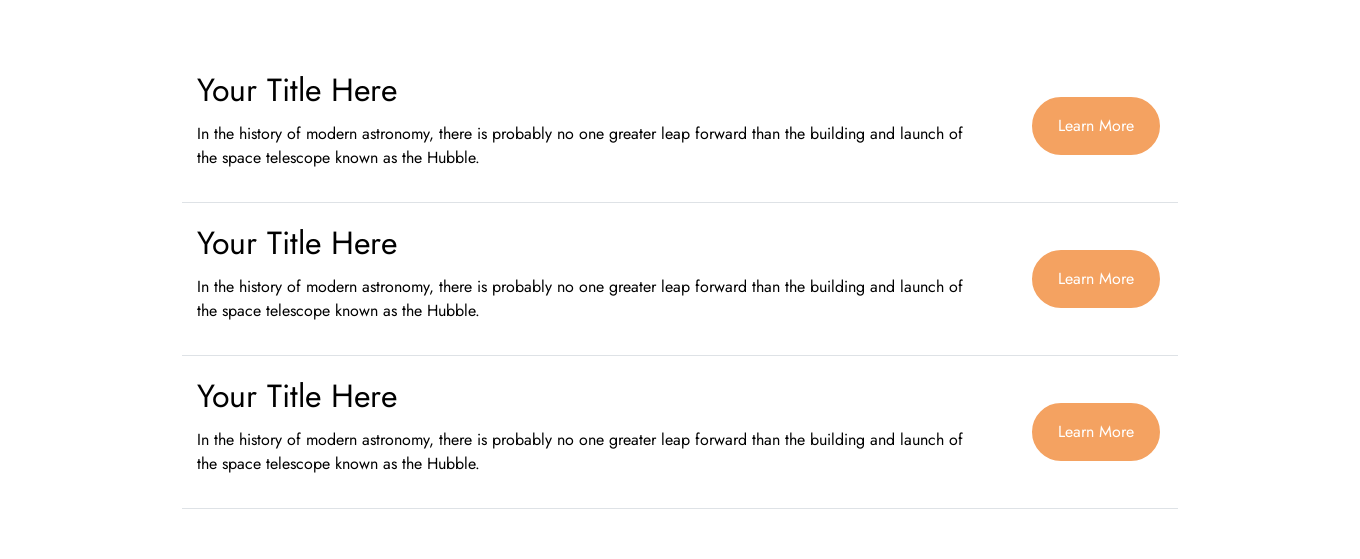 Your Title Here
In the history of modern astronomy, there is probably no one greater leap forward than the building and launch of
the space telescope known as the Hubble.
Learn More
Your Title Here
In the history of modern astronomy, there is probably no one greater leap forward than the building and launch of
the space telescope known as the Hubble.
Learn More
Your Title Here
In the history of modern astronomy, there is probably no one greater leap forward than the building and launch of
the space telescope known as the Hubble.
Learn More